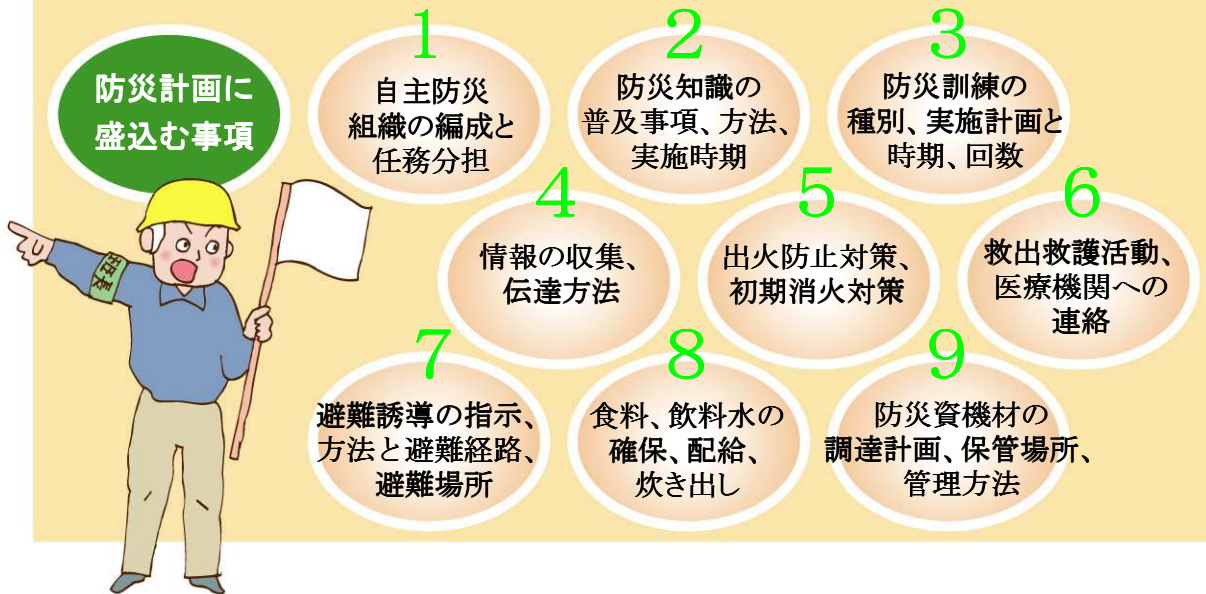 防災計画に
盛込む事項
1
自主防災
組織の編成と
任務分担
2
防災知識の
普及事項、方法、
実施時期
3
防災訓練の
種別、実施計画と
時期、回数
4
情報の収集、
伝達方法
5
出火防止対策、
初期消火対策
6
救出救護活動、
医療機関への
連絡
7
避難誘導の指示、
方法と避難経路、
避難場所
8
食料、飲料水の
確保、配給、
炊き出し
9
防災資機材の
調達計画、保管場所、
管理方法
班長